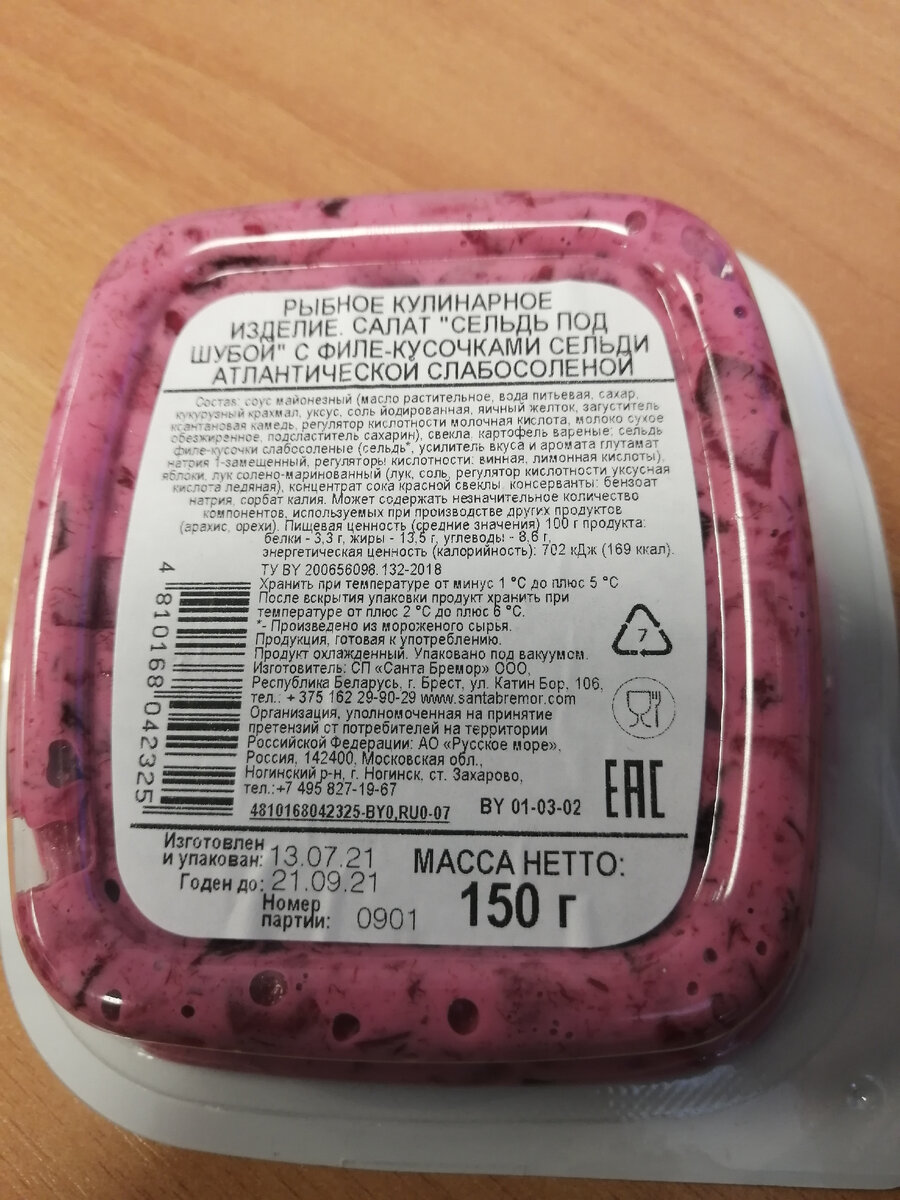 РЫБНОЕ КУЛИНАРНОЕ
ИЗДЕЛИЕ. САЛАТ "СЕЛЬДЬ ПОД
ШУБОЙ" С ФИЛЕ-КУСОЧКАМИ СЕЛЬДИ
АТЛАНТИЧЕСКОЙ СЛАБОСОЛЕНОЙ
Состав: соус майонезный (масло растительное, вода питьевая, сахар,
кукурузный крахмал, уксус, соль йодированная, яичный желток, загуститель
ксантановая камедь, регулятор кислотности молочная кислота, молоко сухое
обезжиренное, подсластитель сахарин), свекла, картофель вареные; сельдь
филе-кусочки слабосоленые (сельдь*, усилитель вкуса и аромата глутамат
натрия 1-замещенный, регуляторы кислотности: винная, лимонная кислоты),
яблоки, лук солено-маринованный (лук, соль, регулятор кислотности уксусная
кислота ледяная), концентрат сока красной свеклы, консерванты: бензоат
натрия, сорбат калия. Может содержать незначительное количество
компонентов, используемых при производстве других продуктов
(арахис, орехи). Пищевая ценность (средние значения) 100 г продукта:
белки - 3,3 г, жиры - 13,5 г, углеводы - 8,6 г,
энергетическая ценность (калорийность): 702 кДж (169 ккал).
ТУ BY 200656098.132-2018
Хранить при температуре от минус 1 °С до плюс 5 °С
После вскрытия упаковки продукт хранить при
температуре от плюс 2 °С до плюс 6 °С.
*- Произведено из мороженого сырья.
Продукция, готовая к употреблению.
Продукт охлажденный. Упаковано под вакуумом.
Изготовитель: СП «Санта Бремор» ООО,
Республика Беларусь, г. Брест, ул. Катин Бор, 106,
тел.: + 375 162 29-90-29 www.santabremor.com
Организация, уполномоченная на принятие
претензий от потребителей на территории
Российской Федерации: АО «Русское море»,
Россия, 142400, Московская обл.,
Ногинский р-н, г. Ногинск, ст. Захарово,
тел.:+7 495 827-19-67
4810168042325-BY0,RU0-07 BY 01-03-02
4 810168 042325
7
EAC
Изготовлен
и упакован: 13.07.21
Годен до: 21.09.21
Номер
партии: 0901
МАССА НЕТТО:
150 г